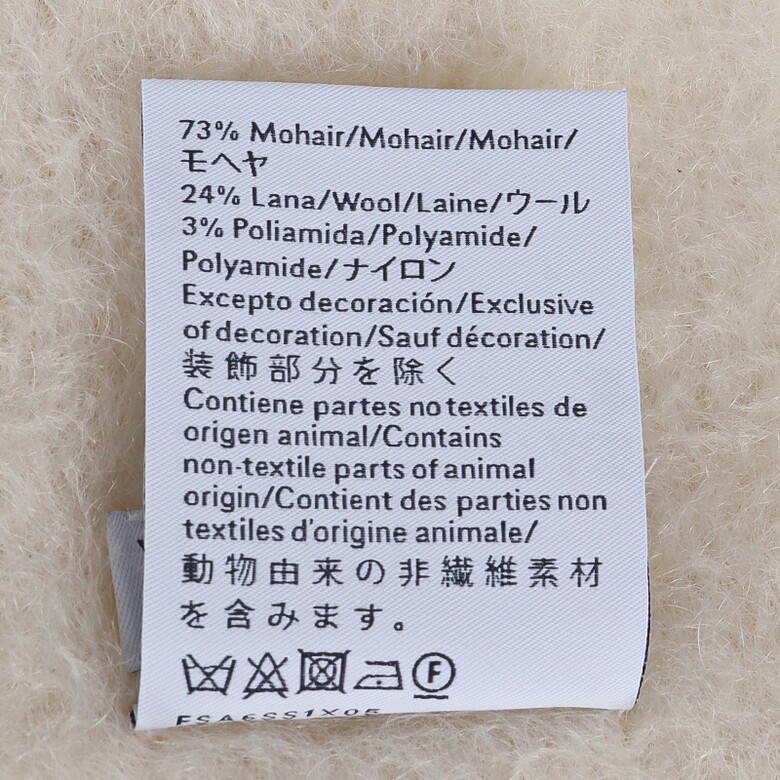 73% Mohair/Mohair/Mohair/
モヘヤ
24% Lana/Wool/Laine/ウール
3% Poliamida/Polyamide/
Polyamide/ナイロン
Excepto decoración/Exclusive
of decoration/Sauf décoration/
装飾部分を除く
Contiene partes no textiles de
origen animal/Contains
non-textile parts of animal
origin/Contient des parties non
textiles d'origine animale/
動物由来の非繊維素材
を含みます。
F